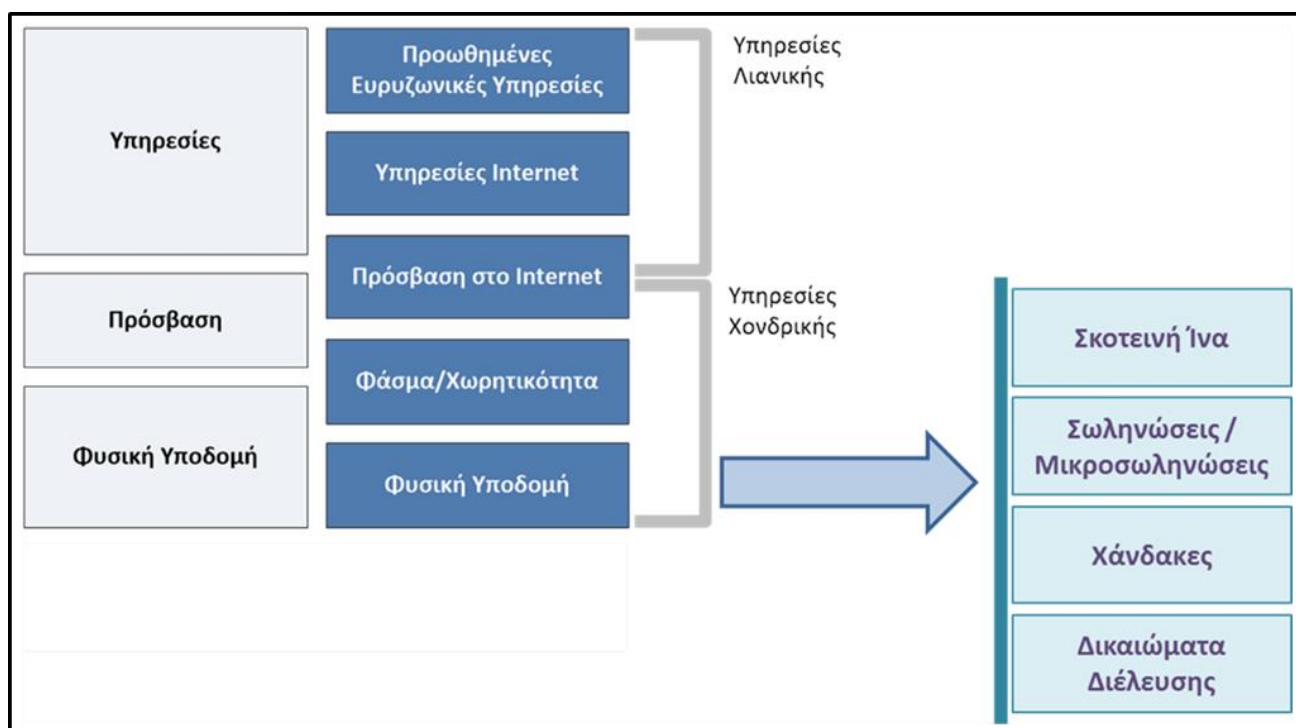 Υπηρεσίες
Πρόσβαση
Φυσική Υποδομή
Προωθημένες
Ευρυζωνικές Υπηρεσίες
Υπηρεσίες Internet
Πρόσβαση στο Internet
Φάσμα/Χωρητικότητα
Φυσική Υποδομή
Υπηρεσίες
Λιανικής
Υπηρεσίες
Χονδρικής
Σκοτεινή Ίνα
Σωληνώσεις /
Μικροσωληνώσεις
Χάνδακες
Δικαιώματα
Διέλευσης